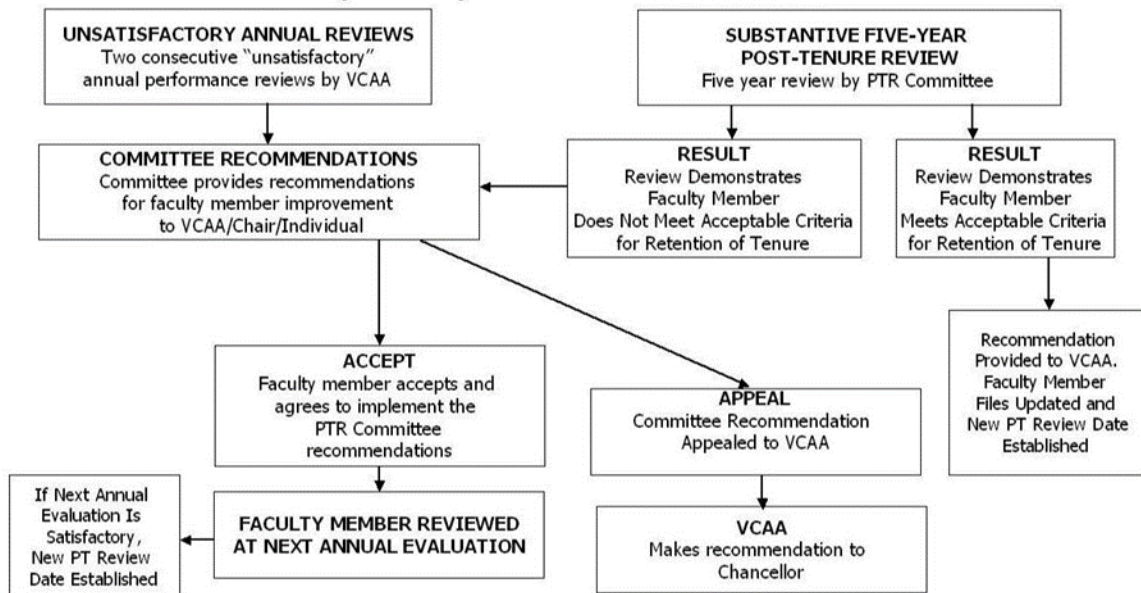 UNSATISFACTORY ANNUAL REVIEWS
Two consecutive “unsatisfactory”
annual performance reviews by VCAA
SUBSTANTIVE FIVE-YEAR
POST-TENURE REVIEW
Five year review by PTR Committee
COMMITTEE RECOMMENDATIONS
Committee provides recommendations
for faculty member improvement
to VCAA/Chair/Individual
RESULT
Review Demonstrates
Faculty Member
Does Not Meet Acceptable Criteria
for Retention of Tenure
RESULT
Review Demonstrates
Faculty Member
Meets Acceptable Criteria
for Retention of Tenure
ACCEPT
Faculty member accepts and
agrees to implement the
PTR Committee
recommendations
APPEAL
Committee Recommendation
Appealed to VCAA
Recommendation
Provided to VCAA.
Faculty Member
Files Updated and
New PT Review Date
Established
If Next Annual
Evaluation Is
Satisfactory,
New PT Review
Date Established
FACULTY MEMBER REVIEWED
AT NEXT ANNUAL EVALUATION
VCAA
Makes recommendation to
Chancellor